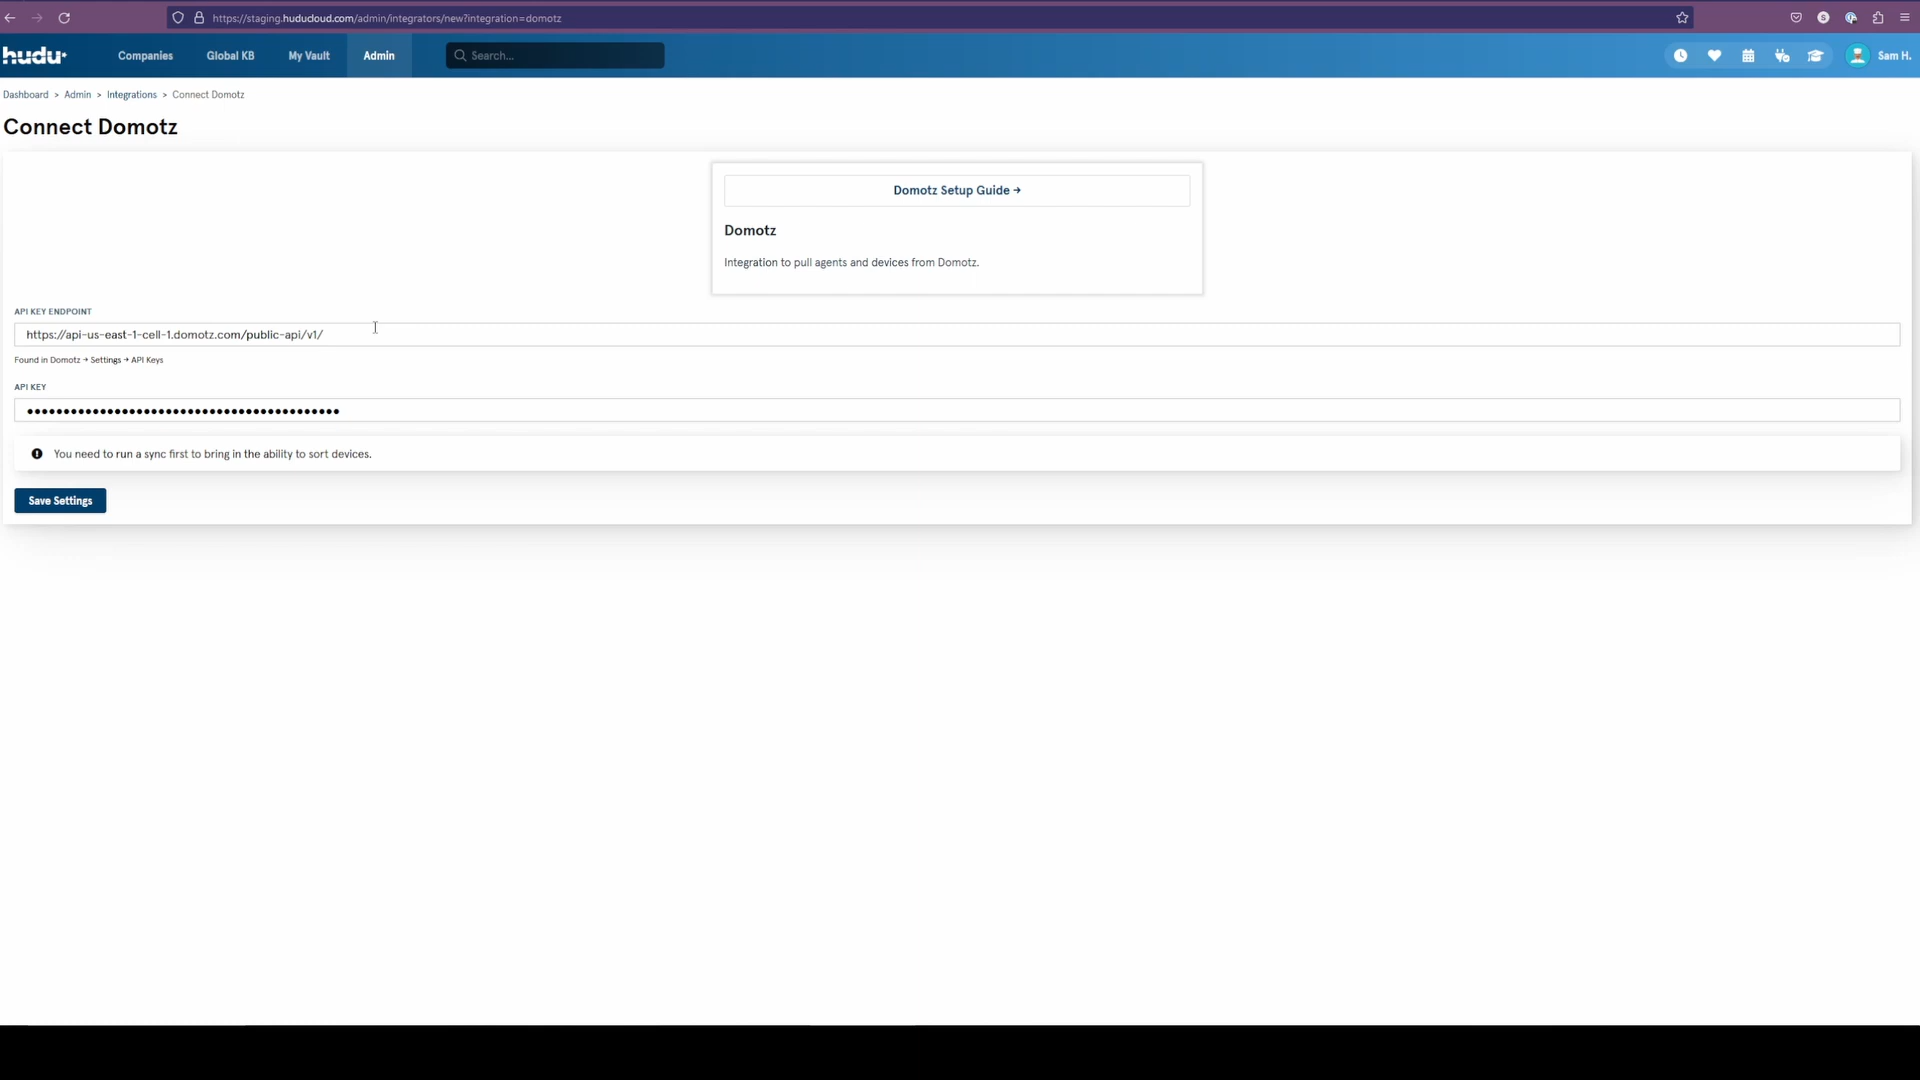 https://staging.huducloud.com/admin/integrators/new?integration=domotz
hudu
Companies
Global KB
My Vault
Admin
Search...
Sam H.
Dashboard > Admin > Integrations > Connect Domotz
Connect Domotz
Domotz Setup Guide →
Domotz
Integration to pull agents and devices from Domotz.
API KEY ENDPOINT
https://api-us-east-1-cell-1.domotz.com/public-api/v1/
Found in Domotz → Settings → API Keys
API KEY
You need to run a sync first to bring in the ability to sort devices.
Save Settings